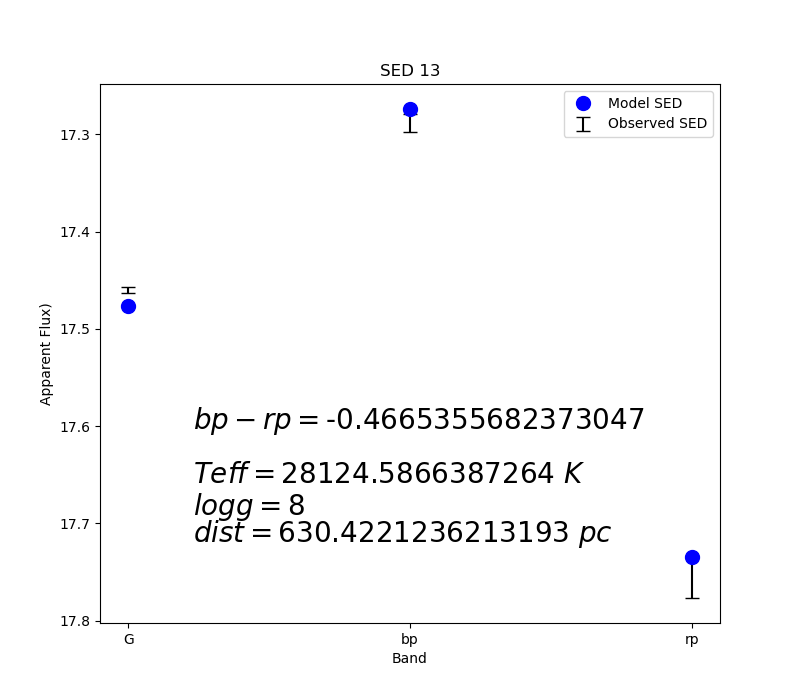 SED 13
Model SED
Observed SED
17.3
17.4
17.5
17.6
17.7
17.8
Apparent Flux)
bp − rp = -0.4665355682373047
Teff = 28124.5866387264 K
logg = 8
dist = 630.4221236213193 pc
G bp rp
Band